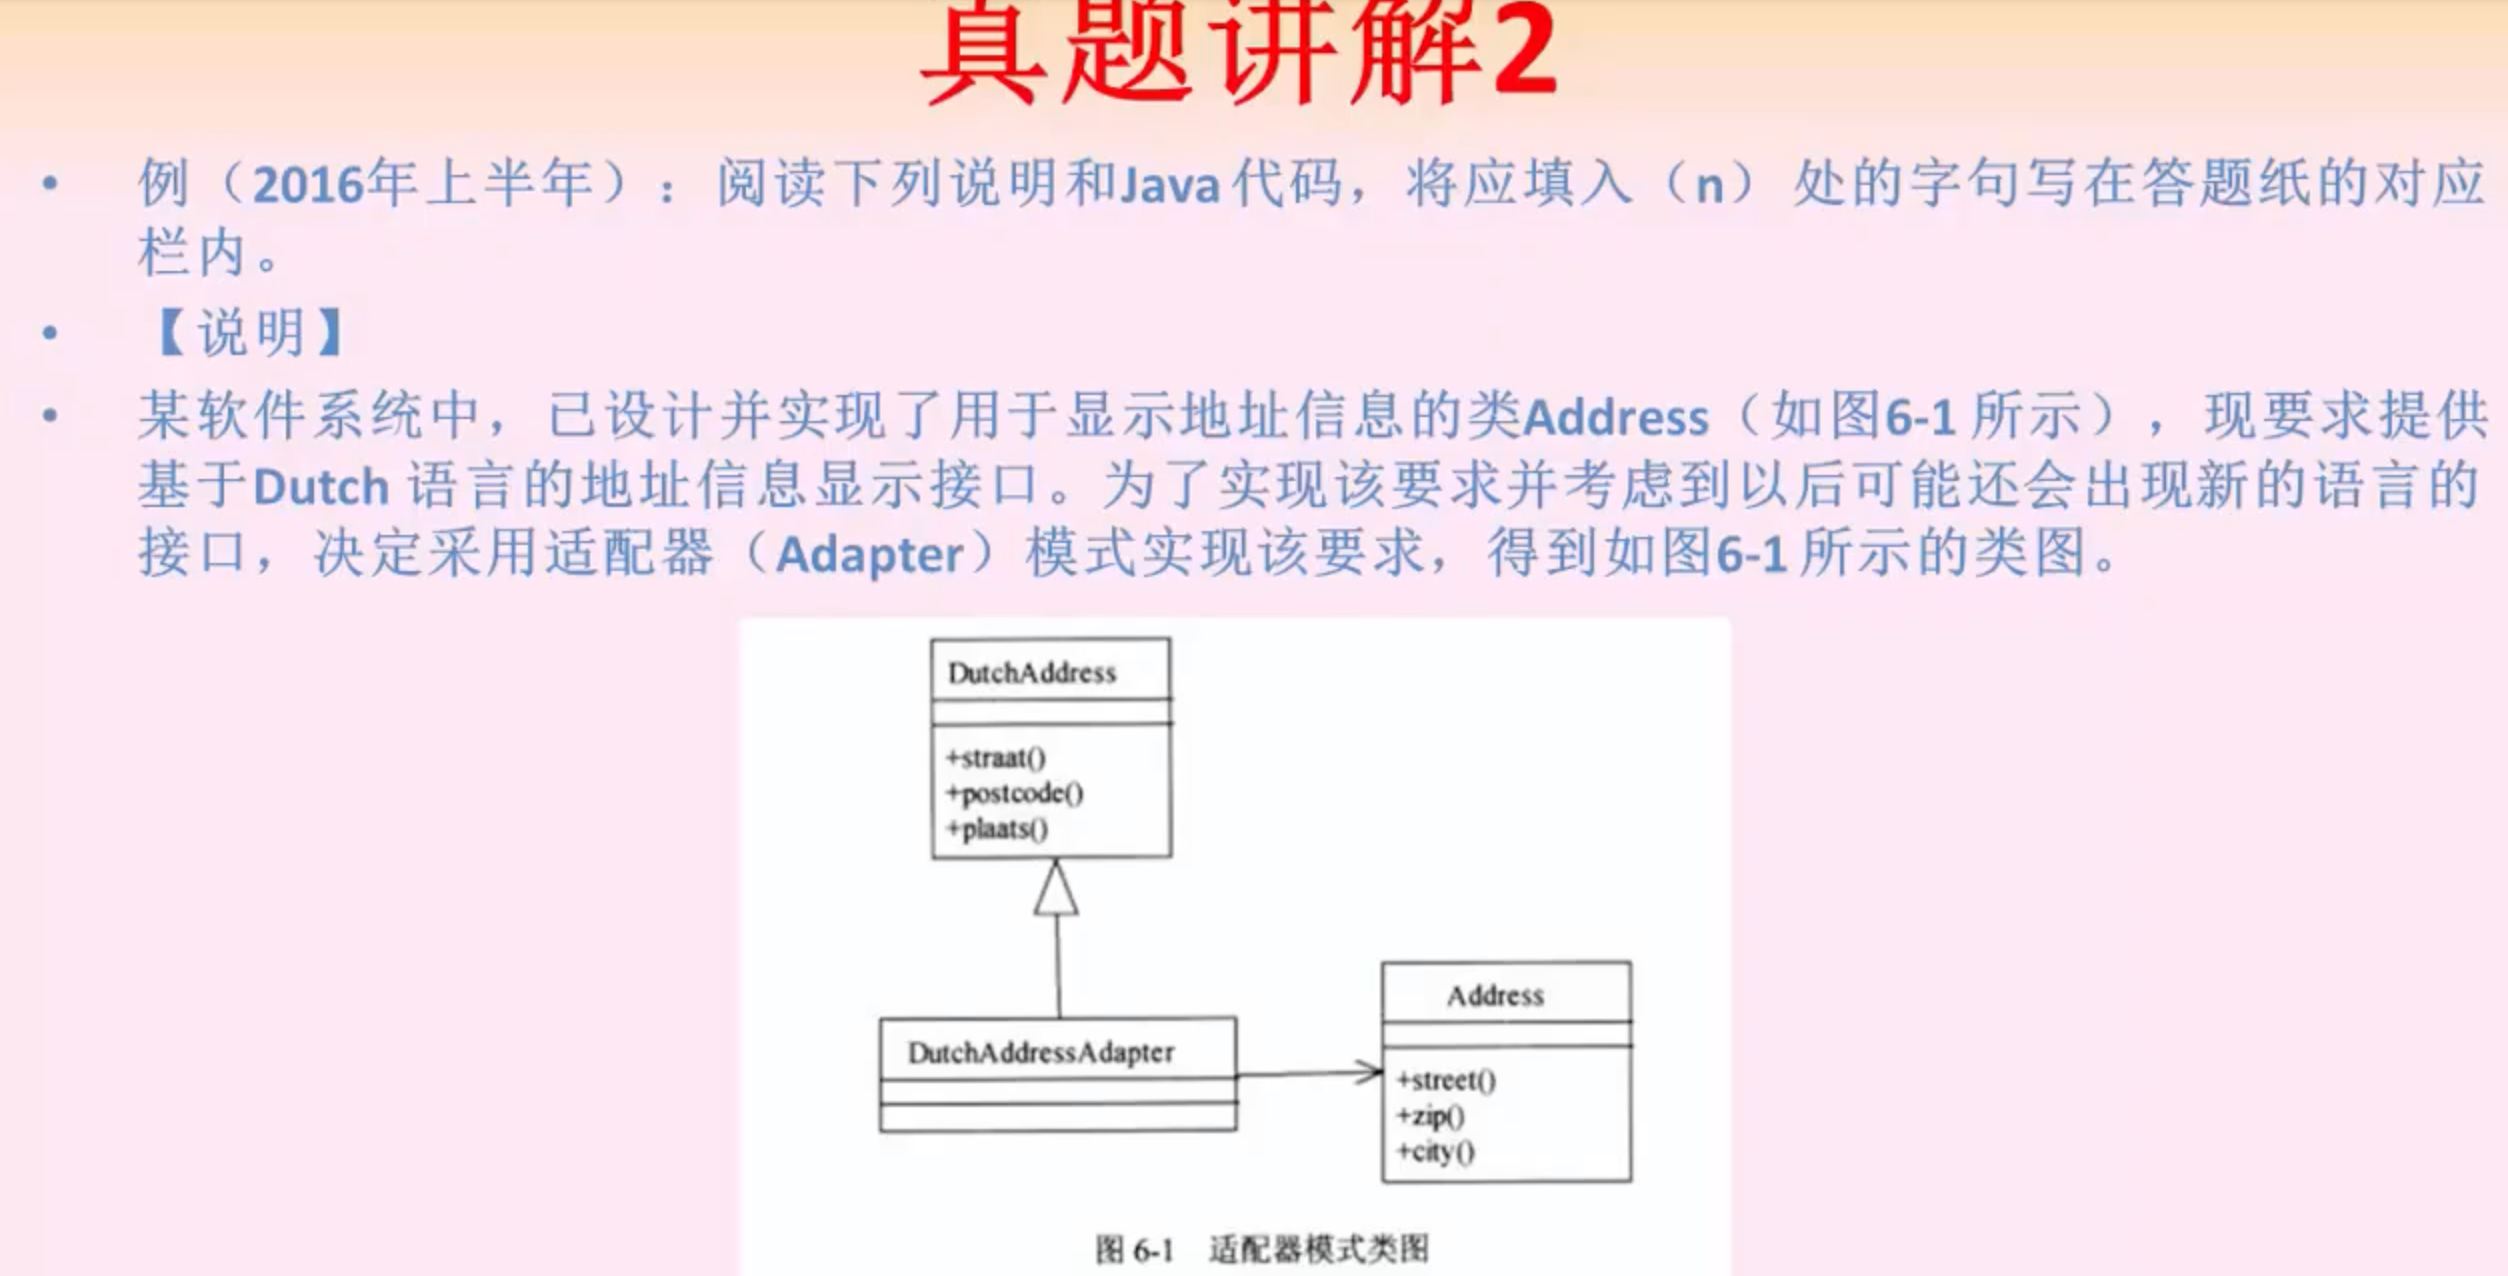 真题讲解2
• 例（2016年上半年）：阅读下列说明和Java代码，将应填入（n）处的字句写在答题纸的对应
栏内。
• 【说明】
• 某软件系统中，已设计并实现了用于显示地址信息的类Address（如图6-1所示），现要求提供
基于Dutch 语言的地址信息显示接口。为了实现该要求并考虑到以后可能还会出现新的语言的
接口，决定采用适配器（Adapter）模式实现该要求，得到如图6-1所示的类图。
DutchAddress
+straat()
+postcode()
+plaats()
DutchAddressAdapter
Address
+street()
+zip()
+city()
图 6-1 适配器模式类图